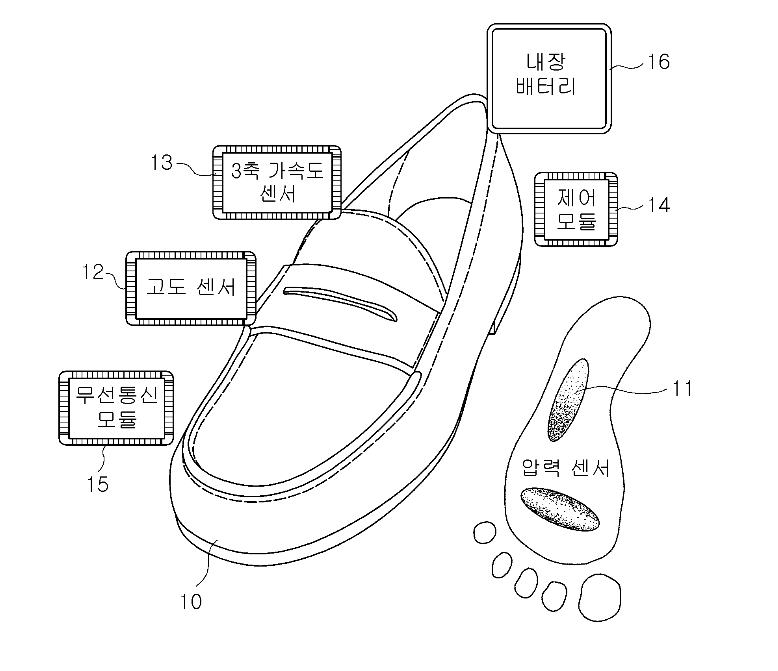 내장
배터리
16
13
3축 가속도
센서
제어
모듈
14
12
고도 센서
11
무선통신
모듈
15
압력 센서
10